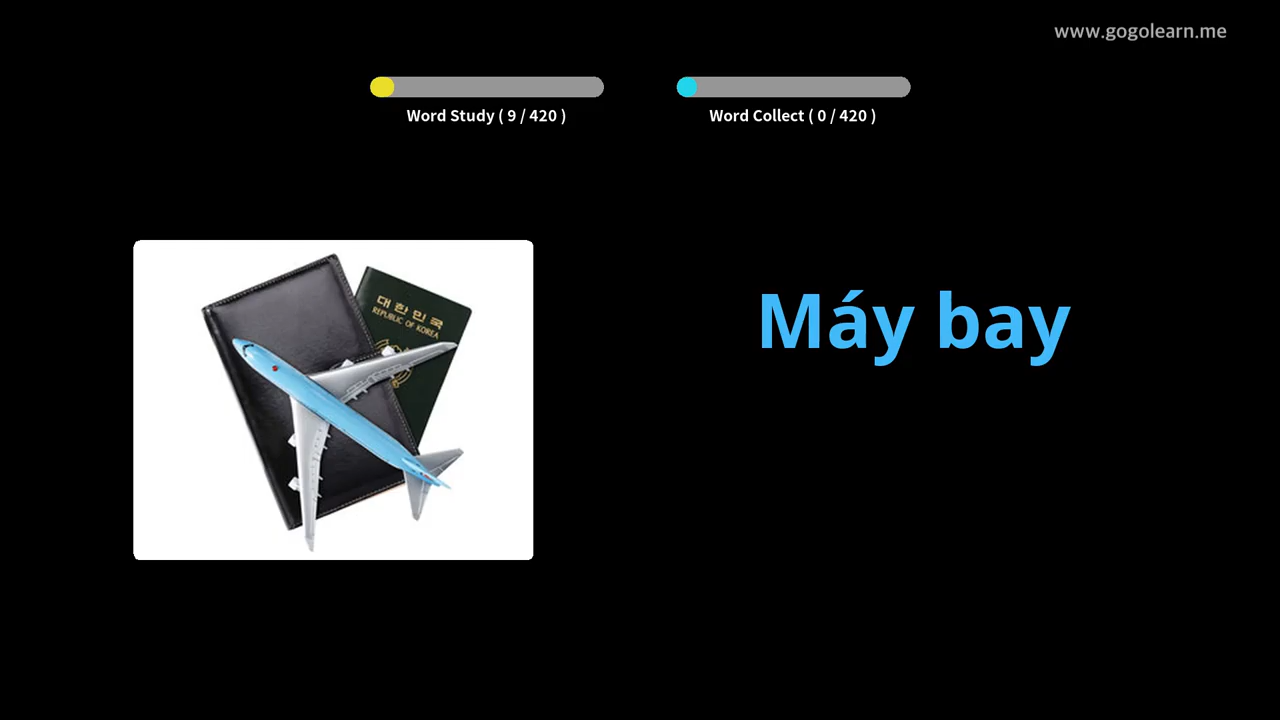 www.gogolearn.me
Word Study ( 9 / 420 )
Word Collect ( 0 / 420 )
대한민국
REPUBLIC OF KOREA
Máy bay